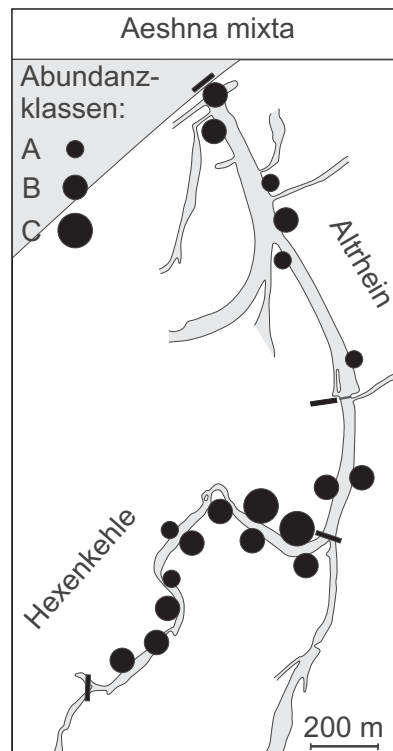 Aeshna mixta
Abundanz-
klassen:
A
B
C
Altrhein
Hexenkehle
200 m